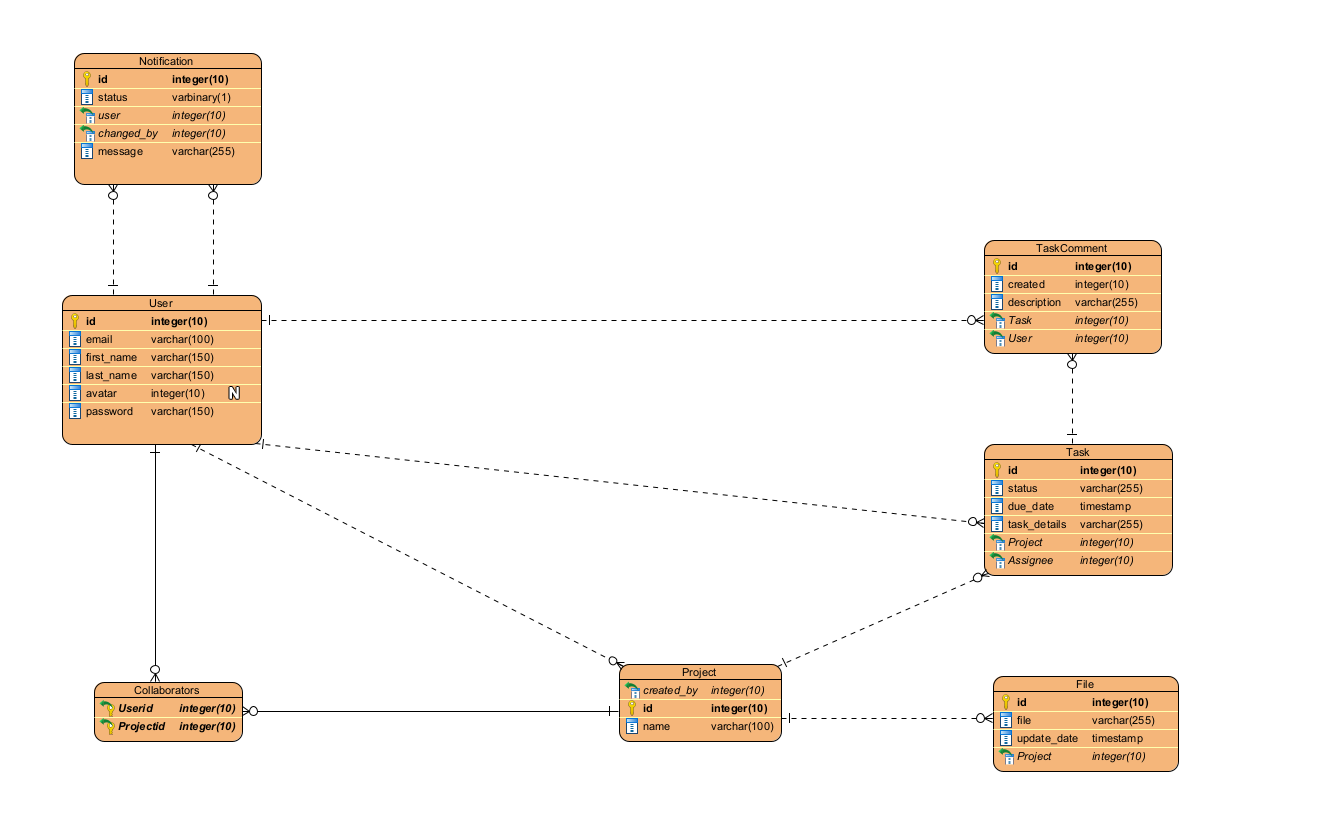 Notification
id integer(10)
status varbinary(1)
user integer(10)
changed_by integer(10)
message varchar(255)
User
id integer(10)
email varchar(100)
first_name varchar(150)
last_name varchar(150)
avatar integer(10) N
password varchar(150)
TaskComment
id integer(10)
created integer(10)
description varchar(255)
Task integer(10)
User integer(10)
Task
id integer(10)
status varchar(255)
due_date timestamp
task_details varchar(255)
Project integer(10)
Assignee integer(10)
Collaborators
Userid integer(10)
Projectid integer(10)
Project
created_by integer(10)
id integer(10)
name varchar(100)
File
id integer(10)
file varchar(255)
update_date timestamp
Project integer(10)